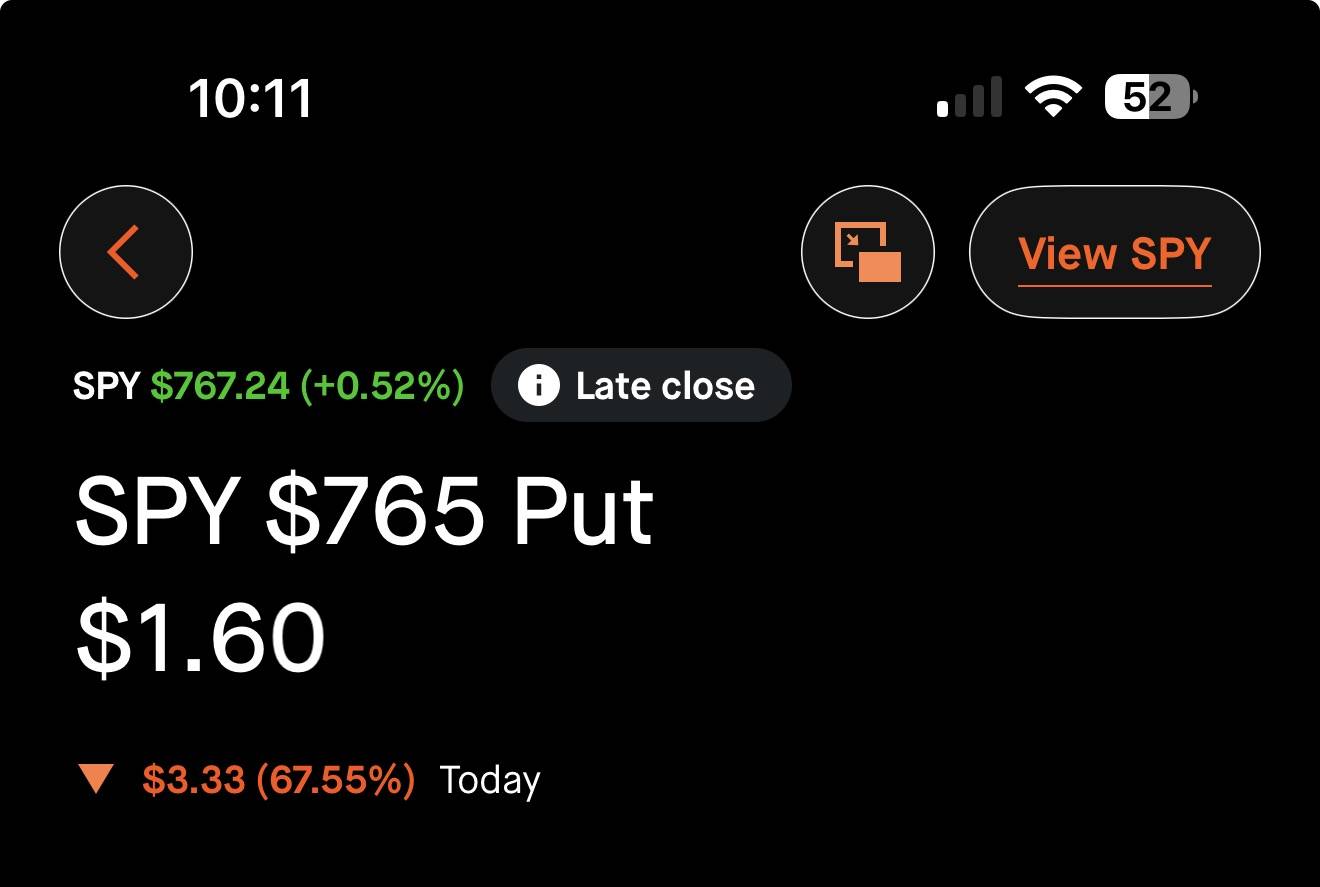 10:11 52
View SPY
SPY $767.24 (+0.52%) Late close
SPY $765 Put
$1.60
▼ $3.33 (67.55%) Today